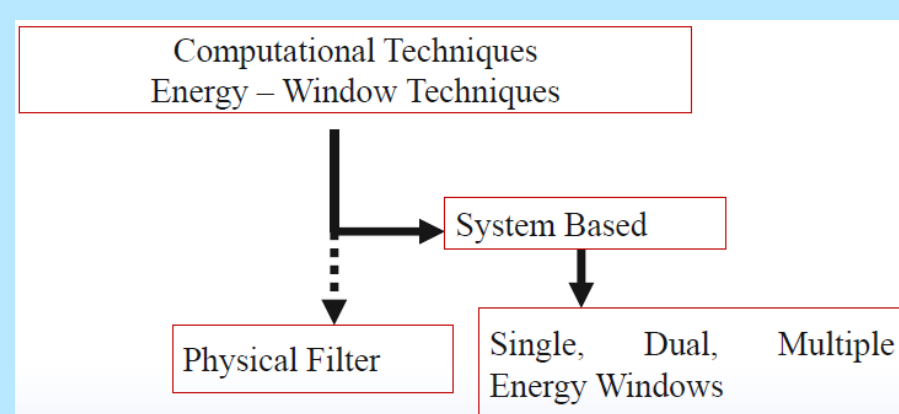 Computational Techniques
Energy – Window Techniques
System Based
Physical Filter
Single, Dual, Multiple
Energy Windows